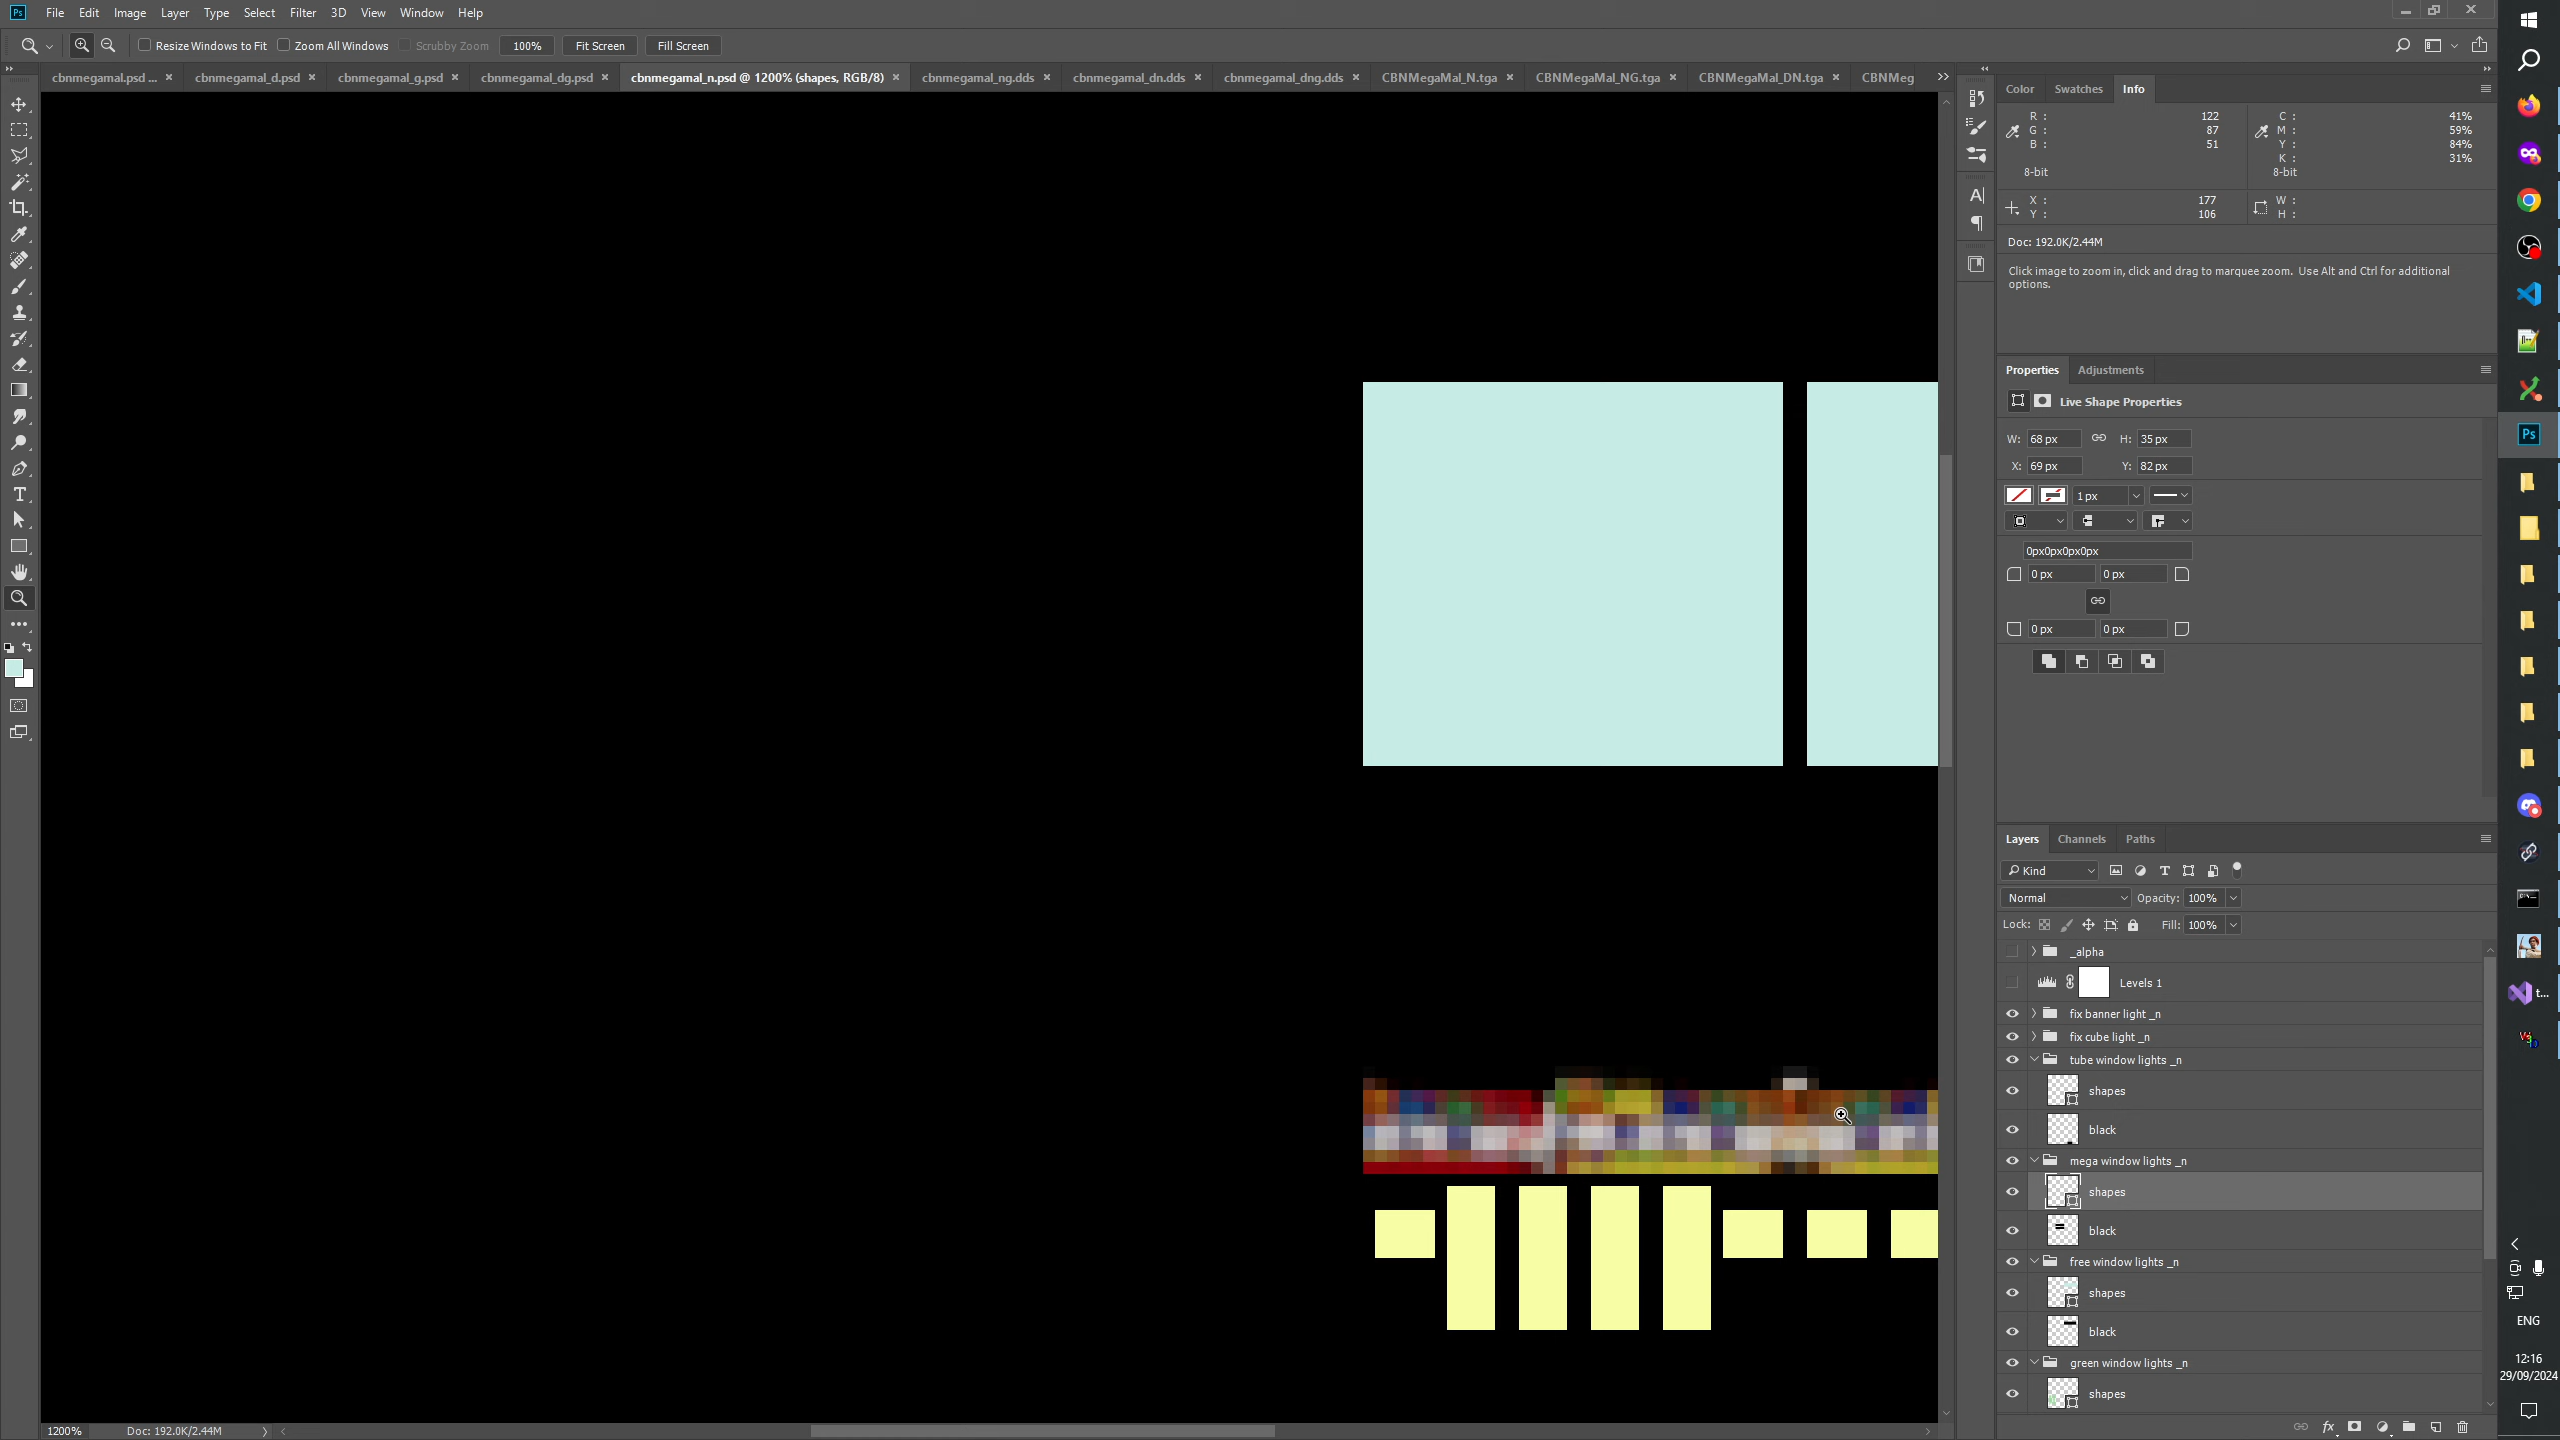 File Edit Image Layer Type Select Filter 3D View Window Help
Resize Windows to Fit Zoom All Windows Scrubby Zoom 100% Fit Screen Fill Screen
cbnmegamal.psd ... cbnmegamal_d.psd cbnmegamal_g.psd cbnmegamal_dg.psd cbnmegamal_n.psd @ 1200% (shapes, RGB/8) cbnmegamal_ng.dds cbnmegamal_dn.dds cbnmegamal_dng.dds CBNMegaMal_N.tga CBNMegaMal_NG.tga CBNMegaMal_DN.tga CBNMeg
Color Swatches Info
R : 122 C : 41%
G : 87 M : 59%
B : 51 Y : 84%
K : 31%
8-bit 8-bit
X : 177 W :
Y : 106 H :
Doc: 192.0K/2.44M
Click image to zoom in, click and drag to marquee zoom. Use Alt and Ctrl for additional
options.
Properties Adjustments
Live Shape Properties
W: 68 px H: 35 px
X: 69 px Y: 82 px
1 px
0px0px0px0px
0 px 0 px
0 px 0 px
Layers Channels Paths
Kind
Normal Opacity: 100%
Lock: Fill: 100%
_alpha
Levels 1
fix banner light _n
fix cube light _n
tube window lights _n
shapes
black
mega window lights _n
shapes
black
free window lights _n
shapes
black
green window lights _n
shapes
1200% Doc: 192.0K/2.44M
Ps
Ps
t...
ENG
12:16
29/09/2024